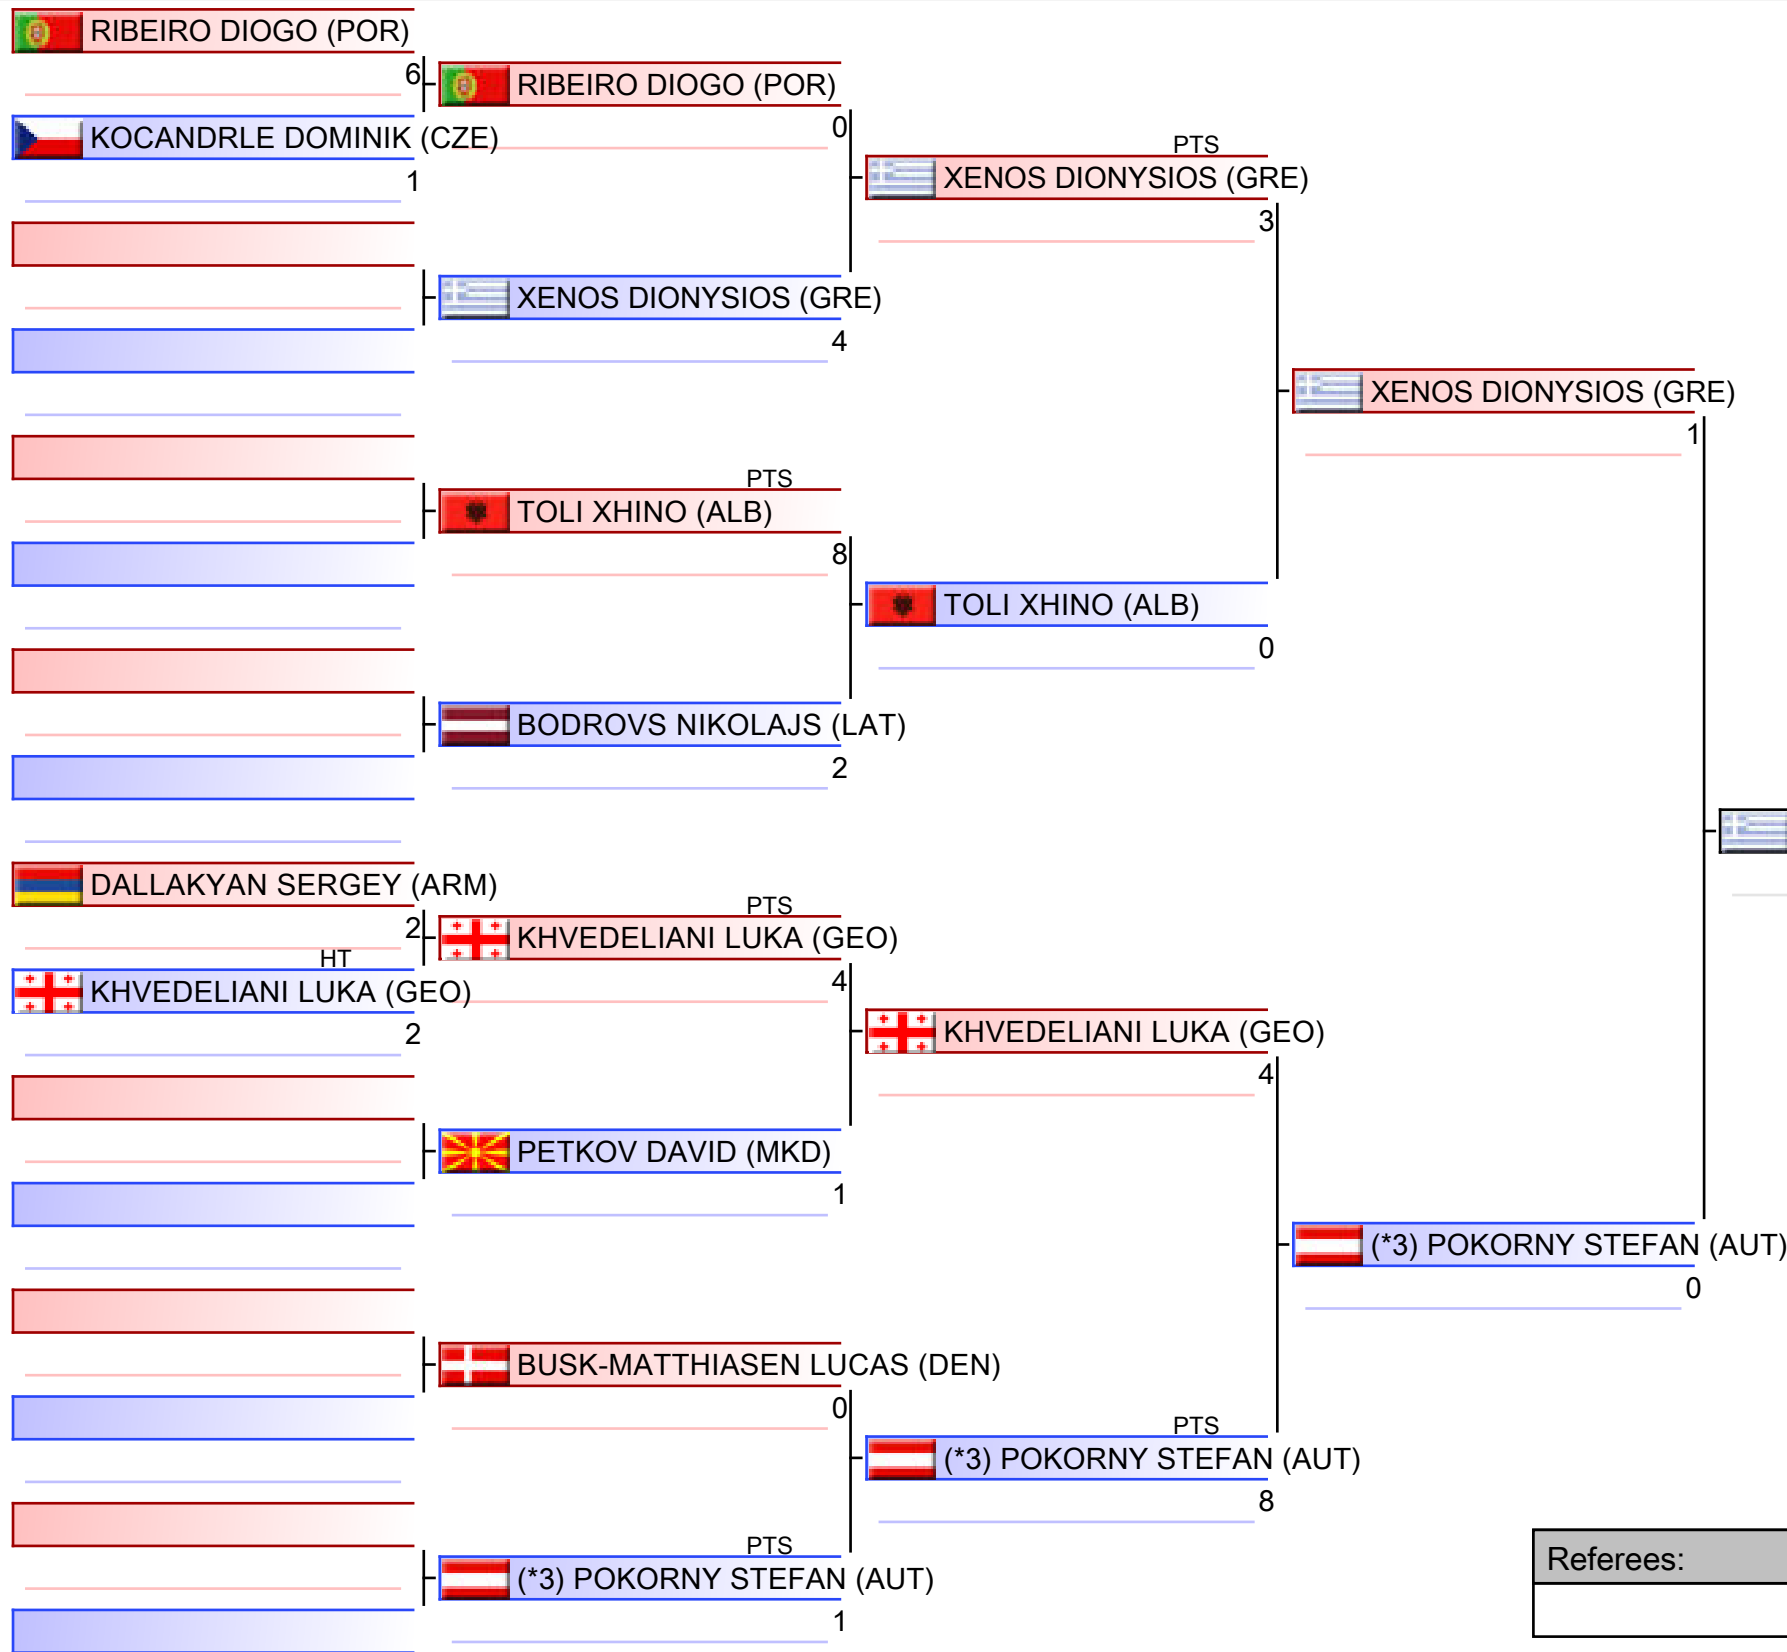 RIBEIRO DIOGO (POR)
6
KOCANDRLE DOMINIK (CZE)
1
DALLAKYAN SERGEY (ARM)
2
HT
KHVEDELIANI LUKA (GEO)
2
RIBEIRO DIOGO (POR)
0
XENOS DIONYSIOS (GRE)
4
PTS
TOLI XHINO (ALB)
8
BODROVS NIKOLAJS (LAT)
2
PTS
KHVEDELIANI LUKA (GEO)
4
PETKOV DAVID (MKD)
1
BUSK-MATTHIASEN LUCAS (DEN)
0
PTS
(*3) POKORNY STEFAN (AUT)
1
PTS
XENOS DIONYSIOS (GRE)
3
TOLI XHINO (ALB)
0
KHVEDELIANI LUKA (GEO)
4
PTS
(*3) POKORNY STEFAN (AUT)
8
XENOS DIONYSIOS (GRE)
1
(*3) POKORNY STEFAN (AUT)
0
Referees: